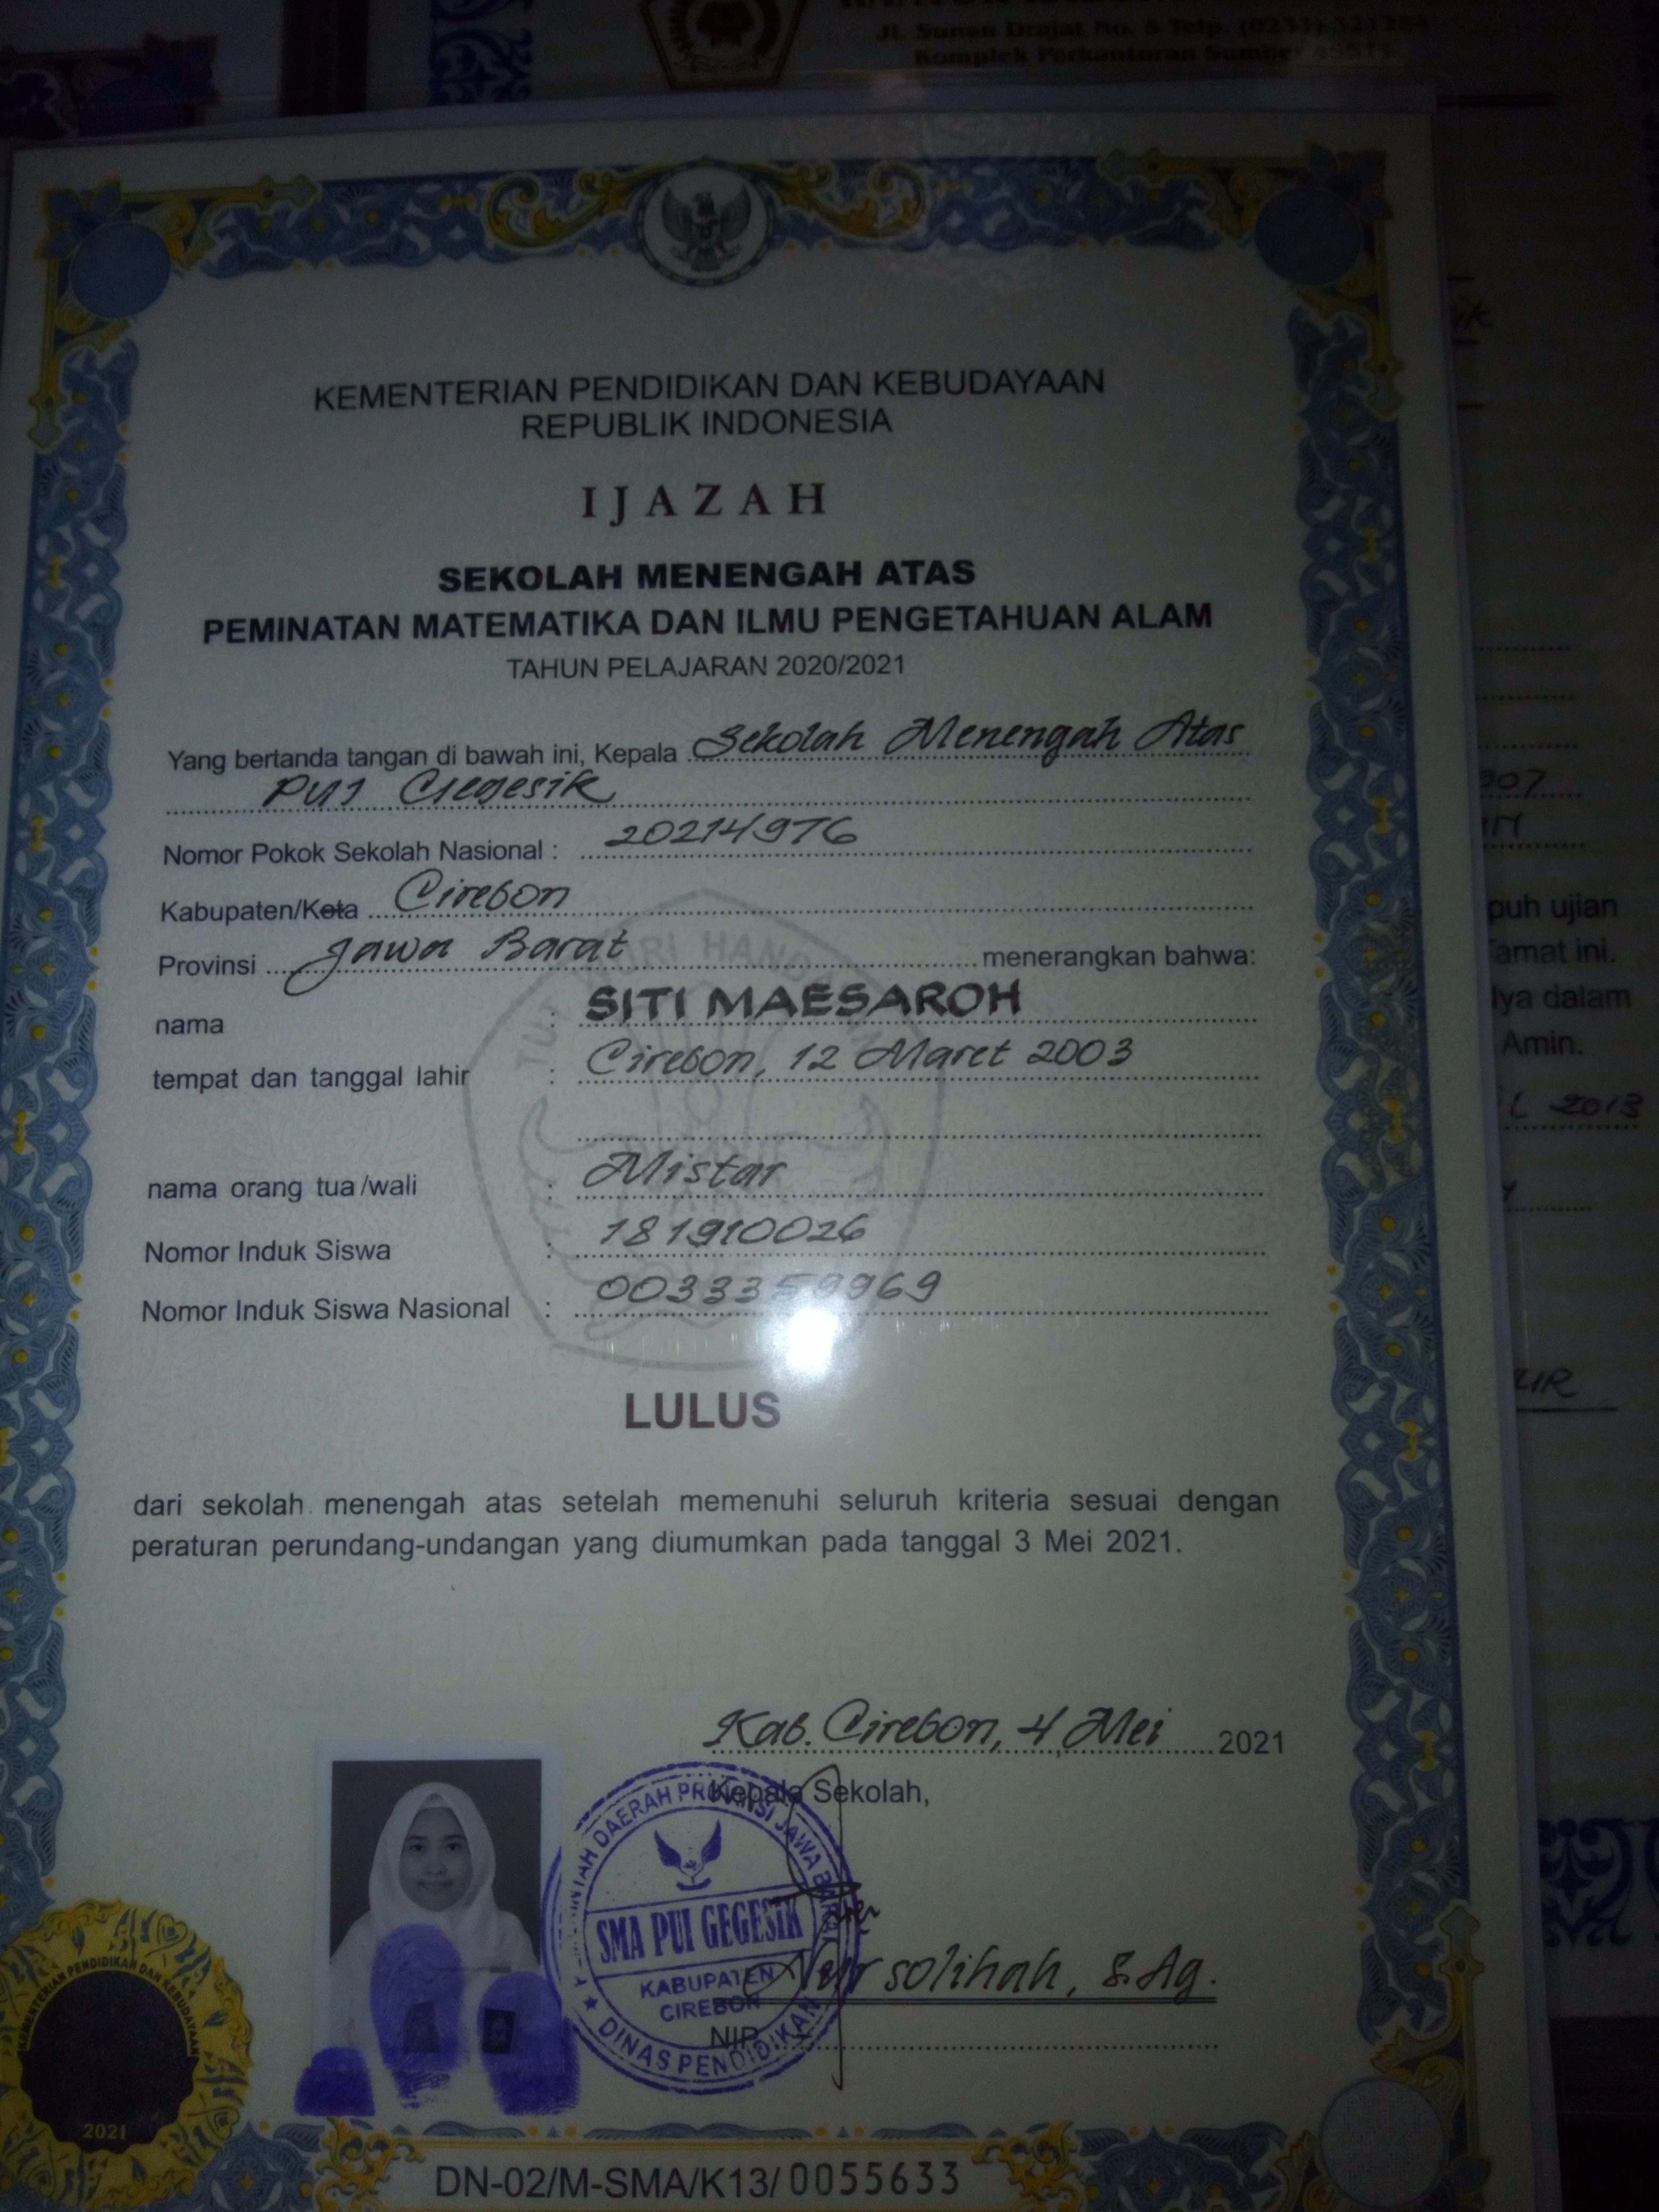 Jl. Sunan Drajat No. 5 Telp. (0231) 321384
Komplek Perkantoran Sumber 45611
KEMENTERIAN PENDIDIKAN DAN KEBUDAYAAN
REPUBLIK INDONESIA
IJAZAH
SEKOLAH MENENGAH ATAS
PEMINATAN MATEMATIKA DAN ILMU PENGETAHUAN ALAM
TAHUN PELAJARAN 2020/2021
Yang bertanda tangan di bawah ini, Kepala Sekolah Menengah Atas
PUI Gegesik
Nomor Pokok Sekolah Nasional : 20214976
Kabupaten/Kota Cirebon
Provinsi Jawa Barat menerangkan bahwa:
nama : SITI MAESAROH
tempat dan tanggal lahir : Cirebon, 12 Maret 2003
nama orang tua/wali : Mistar
Nomor Induk Siswa : 181910026
Nomor Induk Siswa Nasional : 0033359969
LULUS
dari sekolah menengah atas setelah memenuhi seluruh kriteria sesuai dengan
peraturan perundang-undangan yang diumumkan pada tanggal 3 Mei 2021.
Kab. Cirebon, 4 Mei 2021
Kepala Sekolah,
DAERAH PROVINSI JAWA BARAT
SMA PUI GEGESIK
KABUPATEN
CIREBON
DINAS PENDIDIKAN
Nursolihah, S.Ag.
NIP
KEMENTERIAN PENDIDIKAN DAN KEBUDAYAAN
2021
DN-02/M-SMA/K13/0055633
307
puh ujian
Tamat ini.
lya dalam
Amin.
2013